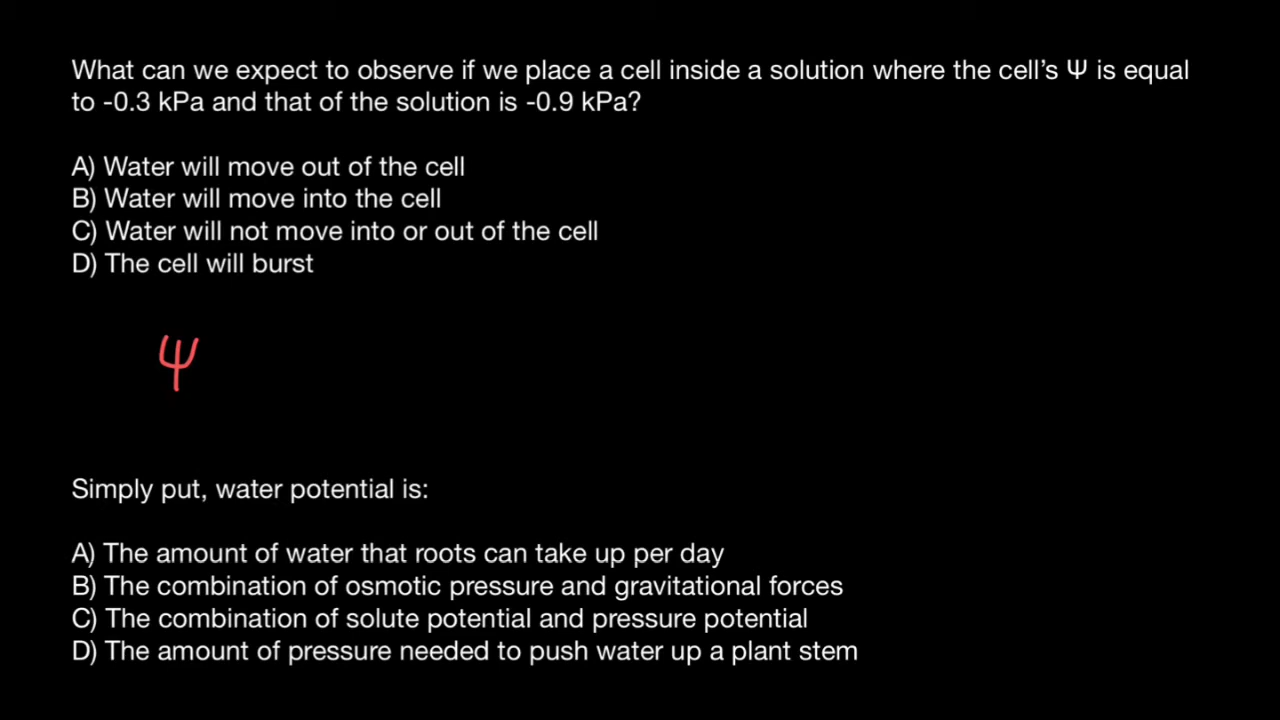 What can we expect to observe if we place a cell inside a solution where the cell’s Ψ is equal
to -0.3 kPa and that of the solution is -0.9 kPa?
A) Water will move out of the cell
B) Water will move into the cell
C) Water will not move into or out of the cell
D) The cell will burst
Ψ
Simply put, water potential is:
A) The amount of water that roots can take up per day
B) The combination of osmotic pressure and gravitational forces
C) The combination of solute potential and pressure potential
D) The amount of pressure needed to push water up a plant stem